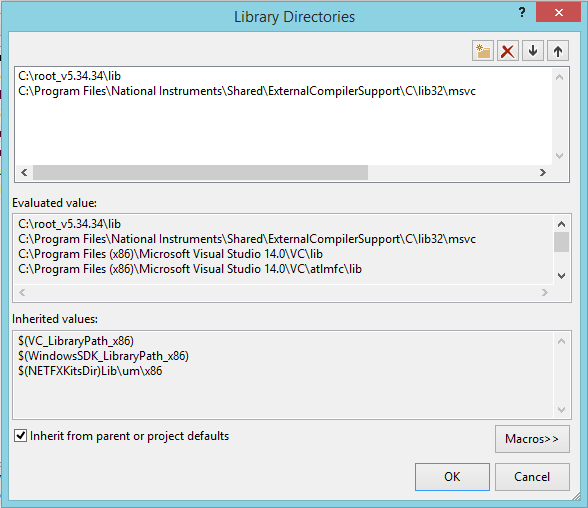 Library Directories
?
C:\root_v5.34.34\lib
C:\Program Files\National Instruments\Shared\ExternalCompilerSupport\C\lib32\msvc
Evaluated value:
C:\root_v5.34.34\lib
C:\Program Files\National Instruments\Shared\ExternalCompilerSupport\C\lib32\msvc
C:\Program Files (x86)\Microsoft Visual Studio 14.0\VC\lib
C:\Program Files (x86)\Microsoft Visual Studio 14.0\VC\atlmfc\lib
Inherited values:
$(VC_LibraryPath_x86)
$(WindowsSDK_LibraryPath_x86)
$(NETFXKitsDir)Lib\um\x86
Inherit from parent or project defaults
Macros>>
OK Cancel